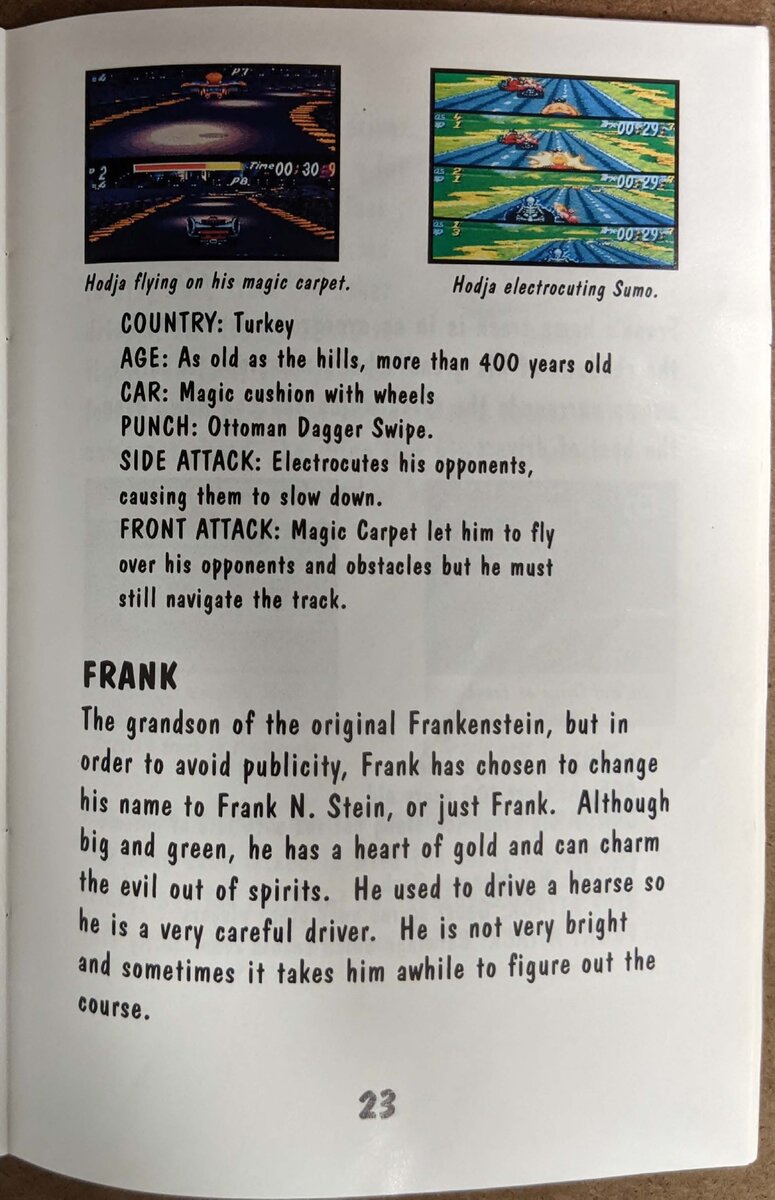 P1
P2
Time 00:30
P8
00:29
00:29
00:29
Hodja flying on his magic carpet.
Hodja electrocuting Sumo.
COUNTRY: Turkey
AGE: As old as the hills, more than 400 years old
CAR: Magic cushion with wheels
PUNCH: Ottoman Dagger Swipe.
SIDE ATTACK: Electrocutes his opponents,
causing them to slow down.
FRONT ATTACK: Magic Carpet let him to fly
over his opponents and obstacles but he must
still navigate the track.
FRANK
The grandson of the original Frankenstein, but in
order to avoid publicity, Frank has chosen to change
his name to Frank N. Stein, or just Frank. Although
big and green, he has a heart of gold and can charm
the evil out of spirits. He used to drive a hearse so
he is a very careful driver. He is not very bright
and sometimes it takes him awhile to figure out the
course.
23